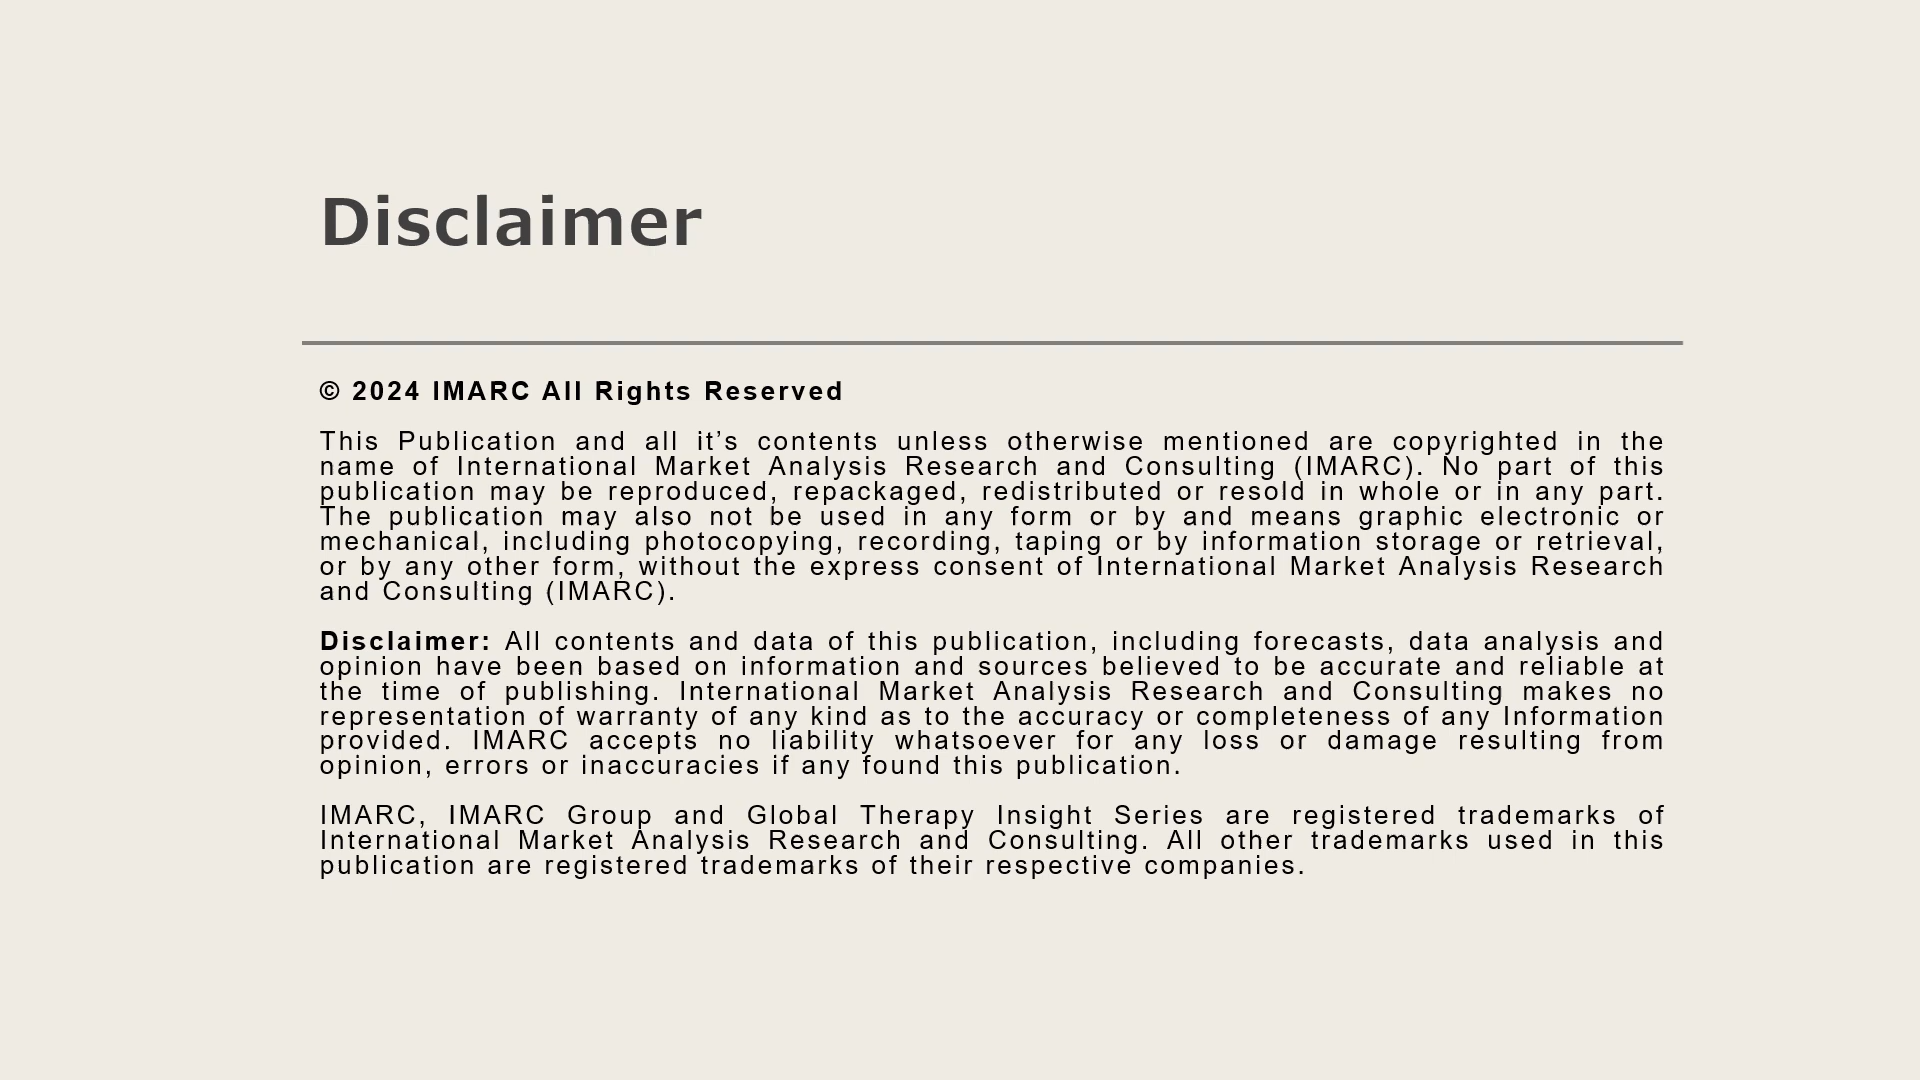 Disclaimer
© 2024 IMARC All Rights Reserved
This Publication and all it’s contents unless otherwise mentioned are copyrighted in the
name of International Market Analysis Research and Consulting (IMARC). No part of this
publication may be reproduced, repackaged, redistributed or resold in whole or in any part.
The publication may also not be used in any form or by and means graphic electronic or
mechanical, including photocopying, recording, taping or by information storage or retrieval,
or by any other form, without the express consent of International Market Analysis Research
and Consulting (IMARC).
Disclaimer: All contents and data of this publication, including forecasts, data analysis and
opinion have been based on information and sources believed to be accurate and reliable at
the time of publishing. International Market Analysis Research and Consulting makes no
representation of warranty of any kind as to the accuracy or completeness of any Information
provided. IMARC accepts no liability whatsoever for any loss or damage resulting from
opinion, errors or inaccuracies if any found this publication.
IMARC, IMARC Group and Global Therapy Insight Series are registered trademarks of
International Market Analysis Research and Consulting. All other trademarks used in this
publication are registered trademarks of their respective companies.